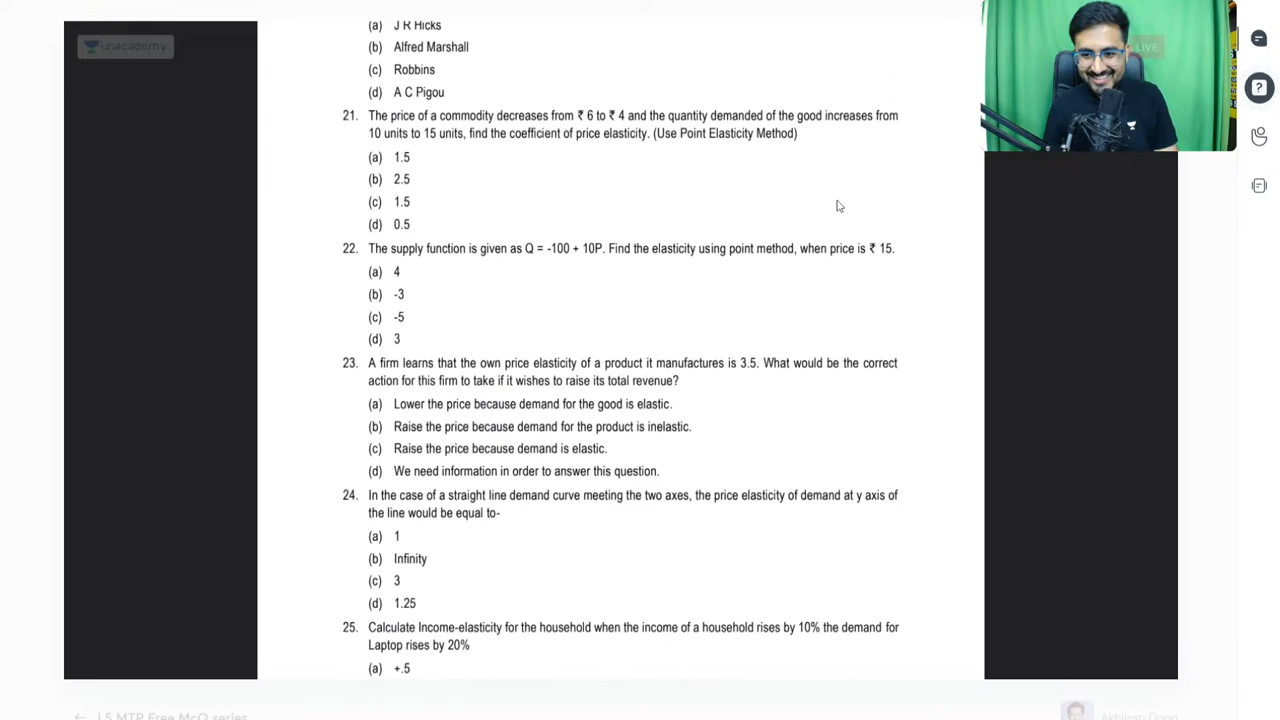 (a) J R Hicks
unacademy
LIVE
(b) Alfred Marshall
(c) Robbins
(d) A C Pigou
21. The price of a commodity decreases from ₹ 6 to ₹ 4 and the quantity demanded of the good increases from
10 units to 15 units, find the coefficient of price elasticity. (Use Point Elasticity Method)
(a) 1.5
(b) 2.5
(c) 1.5
(d) 0.5
22. The supply function is given as Q = -100 + 10P. Find the elasticity using point method, when price is ₹ 15.
(a) 4
(b) -3
(c) -5
(d) 3
23. A firm learns that the own price elasticity of a product it manufactures is 3.5. What would be the correct
action for this firm to take if it wishes to raise its total revenue?
(a) Lower the price because demand for the good is elastic.
(b) Raise the price because demand for the product is inelastic.
(c) Raise the price because demand is elastic.
(d) We need information in order to answer this question.
24. In the case of a straight line demand curve meeting the two axes, the price elasticity of demand at y axis of
the line would be equal to-
(a) 1
(b) Infinity
(c) 3
(d) 1.25
25. Calculate Income-elasticity for the household when the income of a household rises by 10% the demand for
Laptop rises by 20%
(a) +.5
MTP Free McQ series
Akhilesh